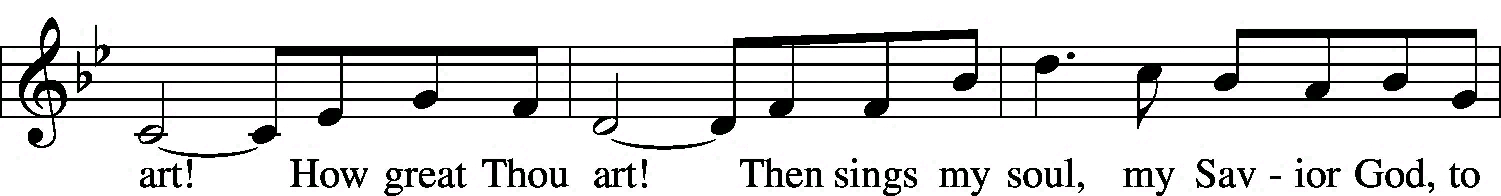 art! How great Thou art! Then sings my soul, my Sav - ior God, to